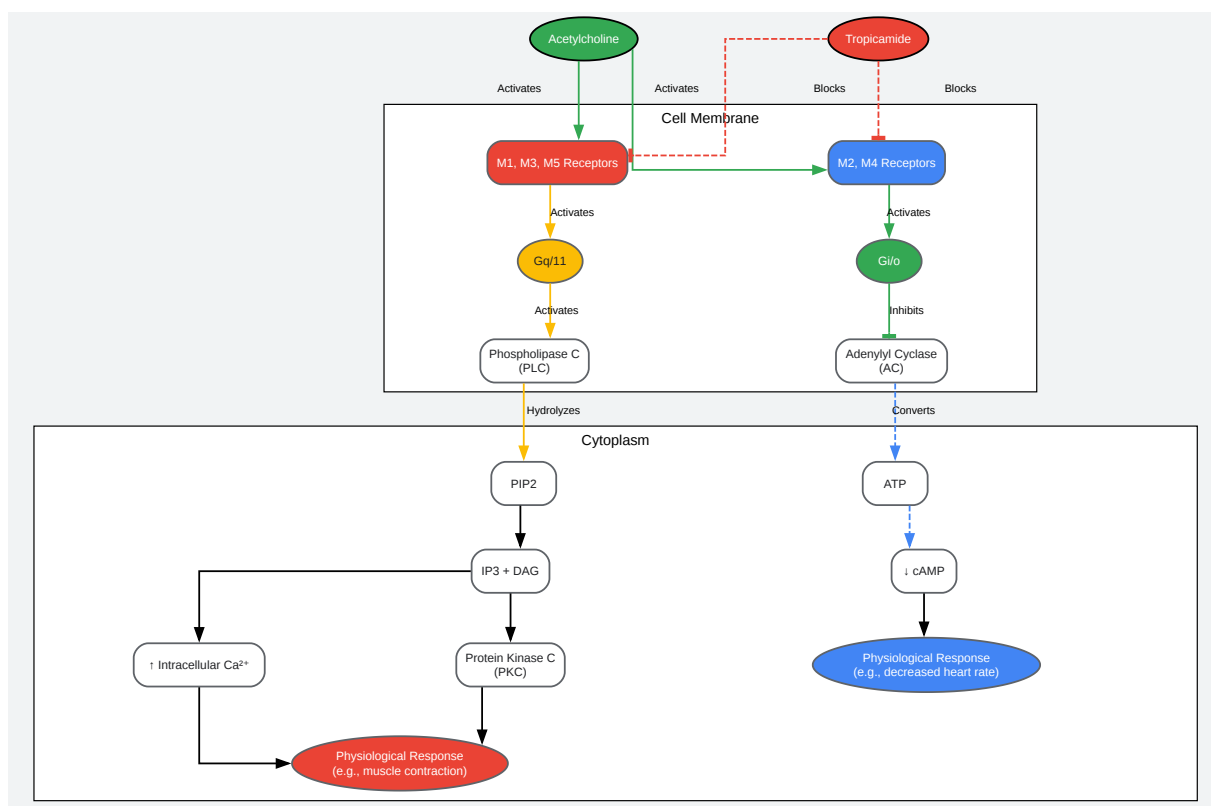 Acetylcholine
Tropicamide
Activates
Activates
Blocks
Blocks
Cell Membrane
M1, M3, M5 Receptors
M2, M4 Receptors
Activates
Activates
Gq/11
Gi/o
Activates
Inhibits
Phospholipase C
(PLC)
Adenylyl Cyclase
(AC)
Hydrolyzes
Converts
Cytoplasm
PIP2
ATP
IP3 + DAG
↓ cAMP
↑ Intracellular Ca²⁺
Protein Kinase C
(PKC)
Physiological Response
(e.g., decreased heart rate)
Physiological Response
(e.g., muscle contraction)